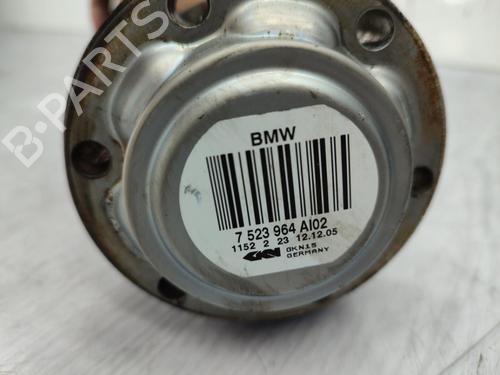 B-PARTS
BMW
7 523 964 AI02
1152 2 23 12.12.05
GKN GKN15
GERMANY